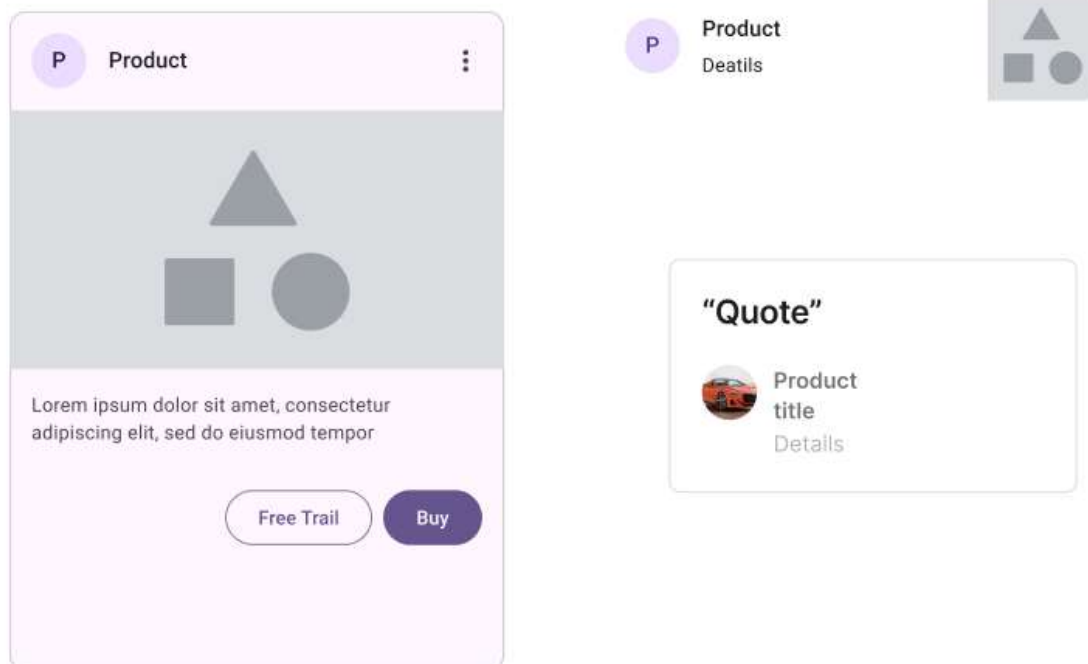 P
Product
Lorem ipsum dolor sit amet, consectetur
adipiscing elit, sed do eiusmod tempor
Free Trail
Buy
P
Product
Deatils
“Quote”
Product
title
Details